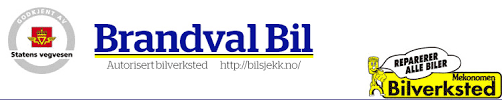 GODKJENT AV
Statens vegvesen
Brandval Bil
Autorisert bilverksted http://bilsjekk.no/
REPARERER
ALLE BILER
Mekonomen
Bilverksted